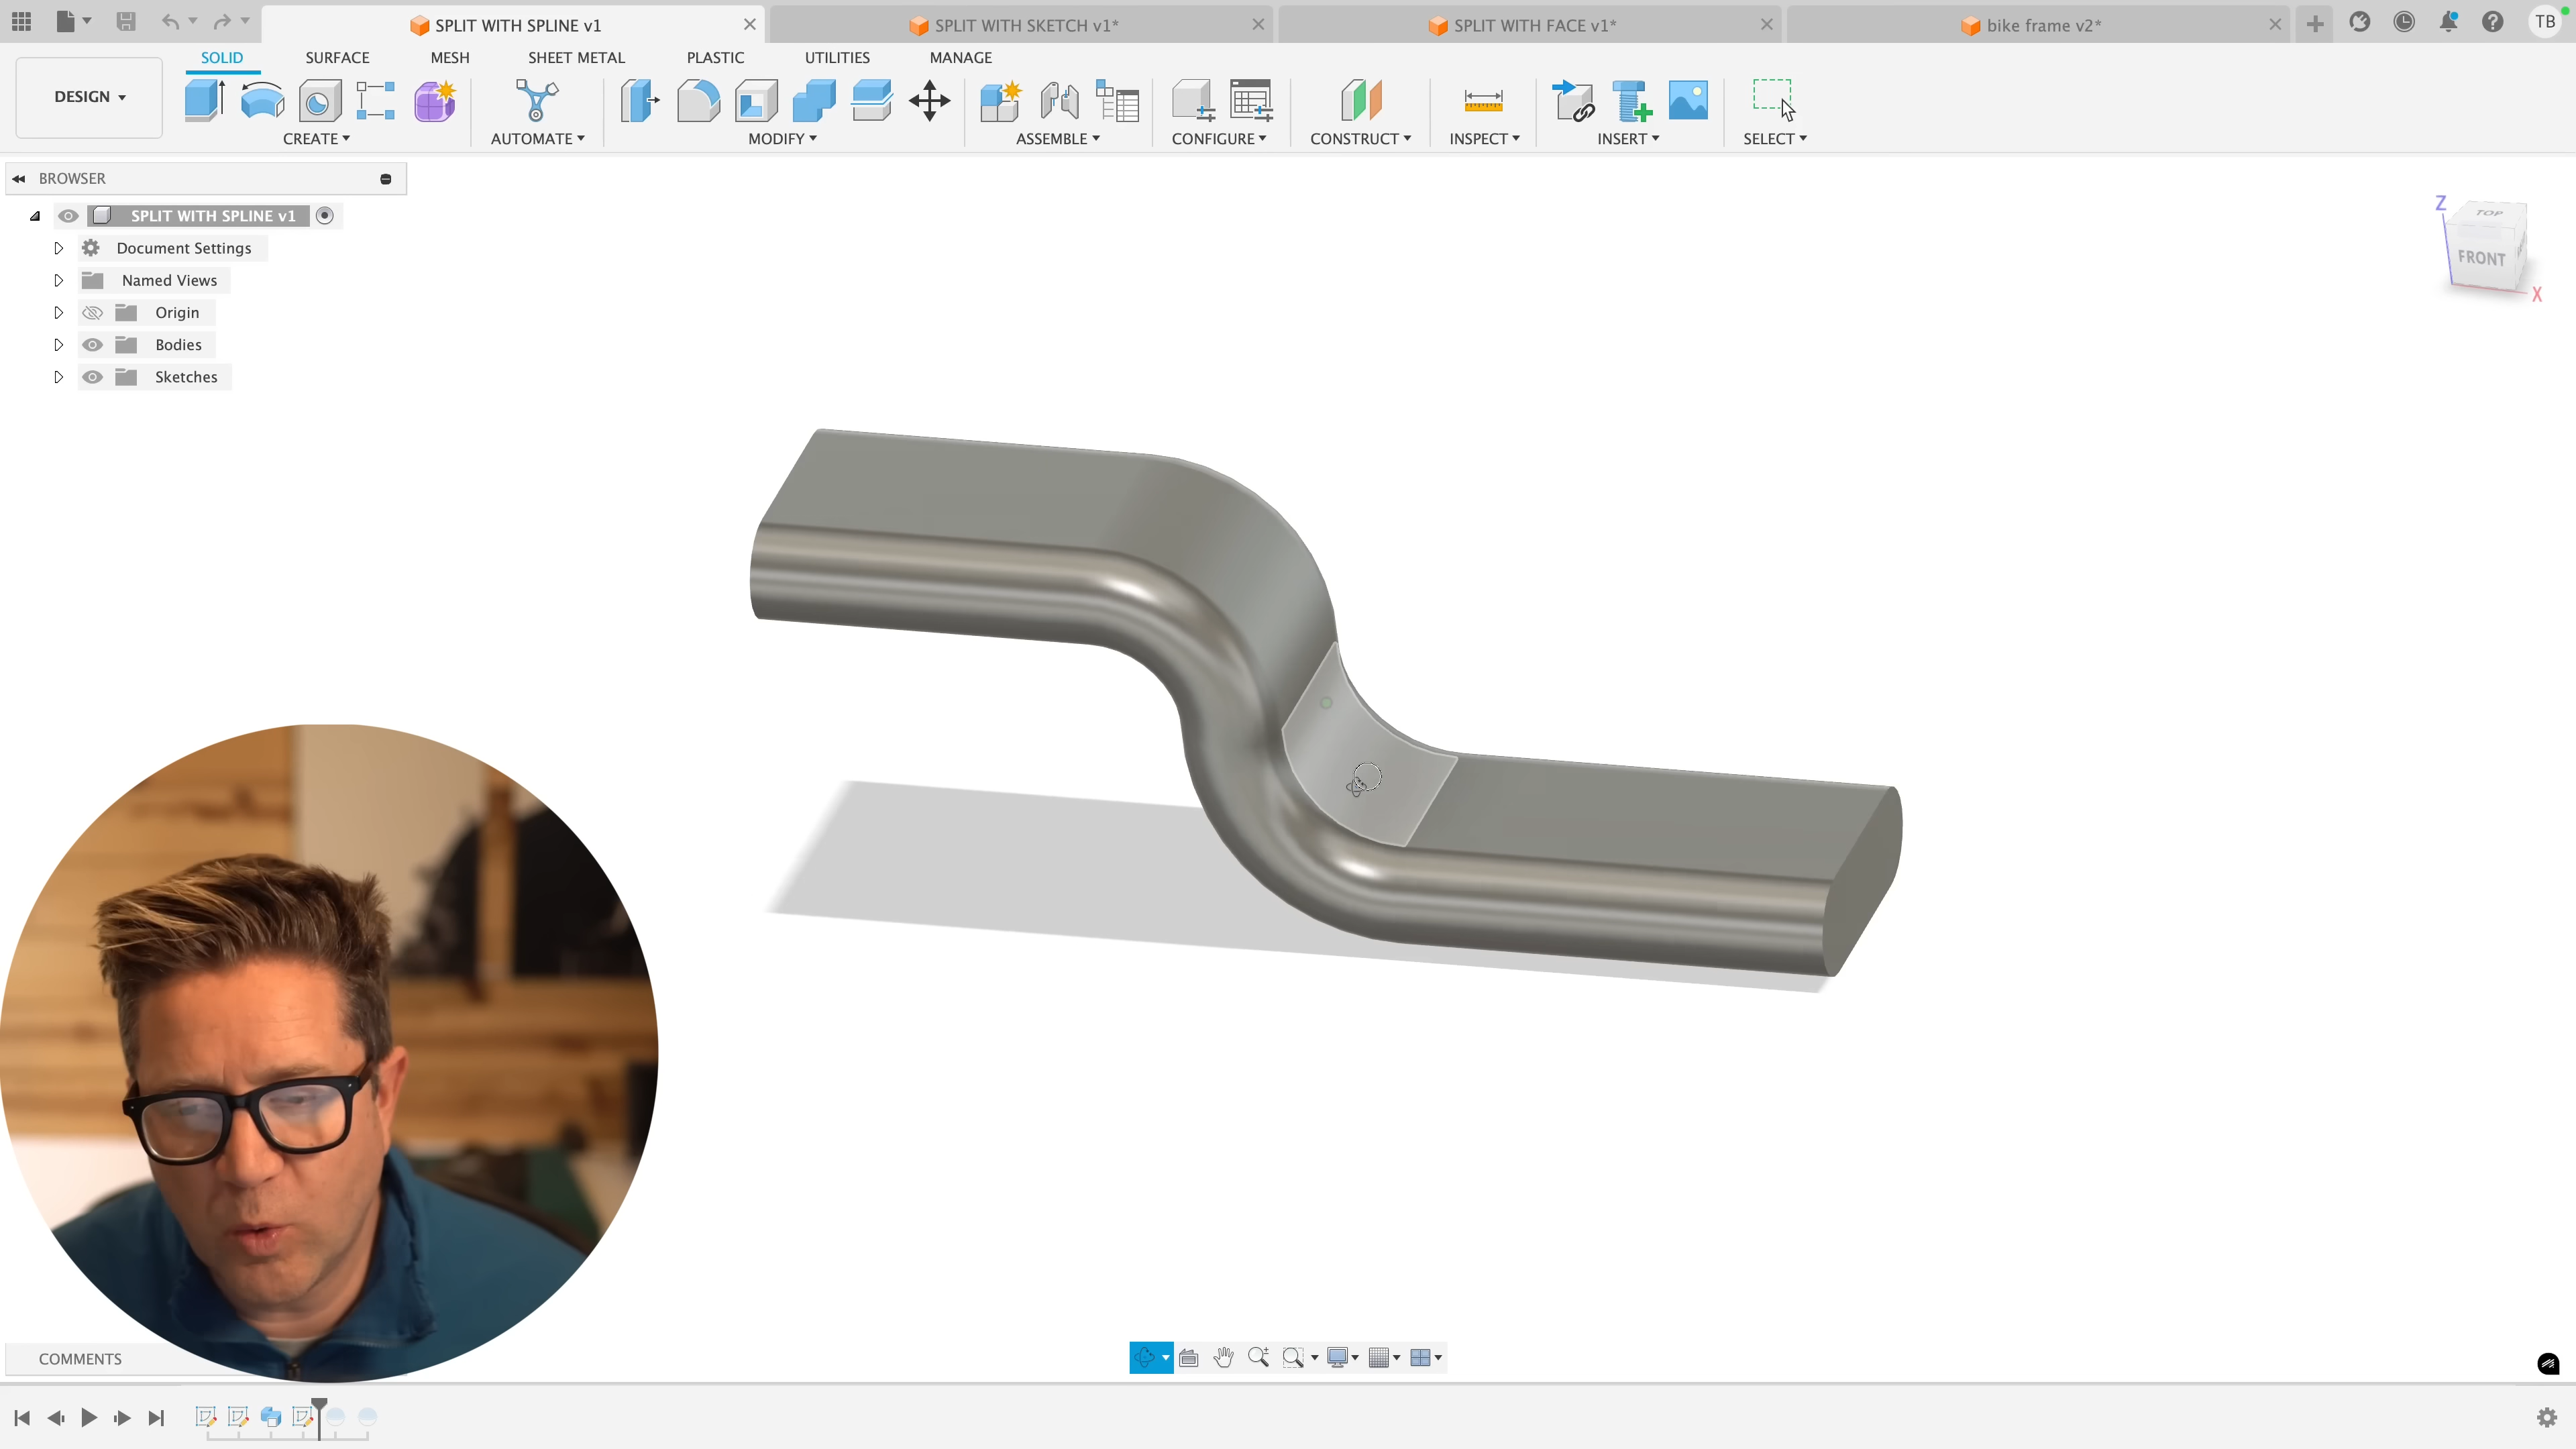 SPLIT WITH SPLINE v1
SPLIT WITH SKETCH v1*
SPLIT WITH FACE v1*
bike frame v2*
TB
SOLID
SURFACE
MESH
SHEET METAL
PLASTIC
UTILITIES
MANAGE
DESIGN
CREATE
AUTOMATE
MODIFY
ASSEMBLE
CONFIGURE
CONSTRUCT
INSPECT
INSERT
SELECT
BROWSER
SPLIT WITH SPLINE v1
Document Settings
Named Views
Origin
Bodies
Sketches
Z
TOP
FRONT
X
COMMENTS